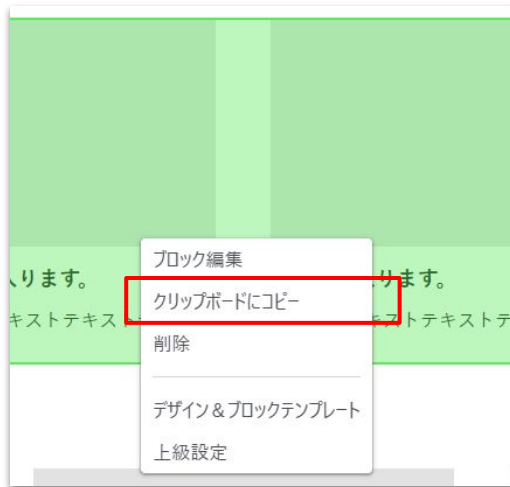 ブロック編集
入ります。 ります。
クリップボードにコピー
キストテキスト キストテキストテ
削除
デザイン＆ブロックテンプレート
上級設定